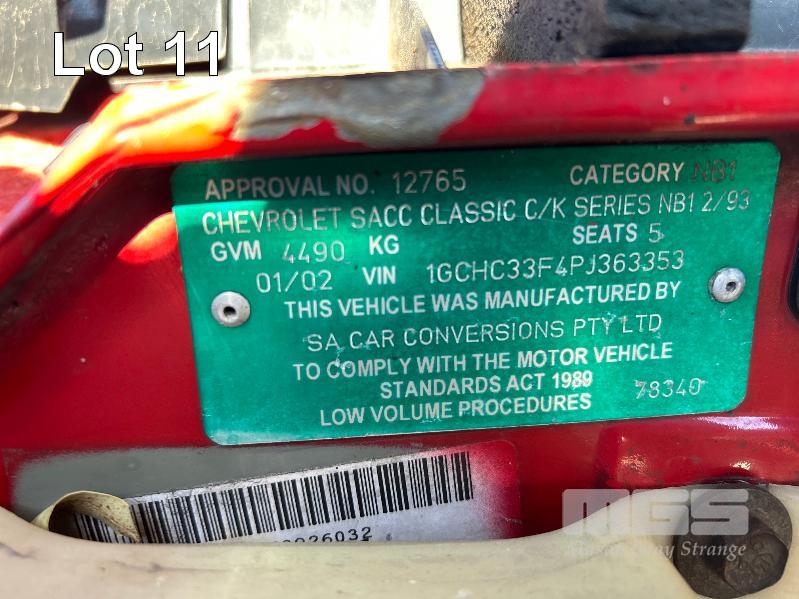 Lot 11
APPROVAL NO. 12765 CATEGORY NB1
CHEVROLET SACC CLASSIC C/K SERIES NB1 2/93
GVM 4490 KG SEATS 5
01/02 VIN 1GCHC33F4PJ363353
THIS VEHICLE WAS MANUFACTURED BY
SA CAR CONVERSIONS PTY LTD
TO COMPLY WITH THE MOTOR VEHICLE
STANDARDS ACT 1989 78340
LOW VOLUME PROCEDURES
26032
MGS
Strange